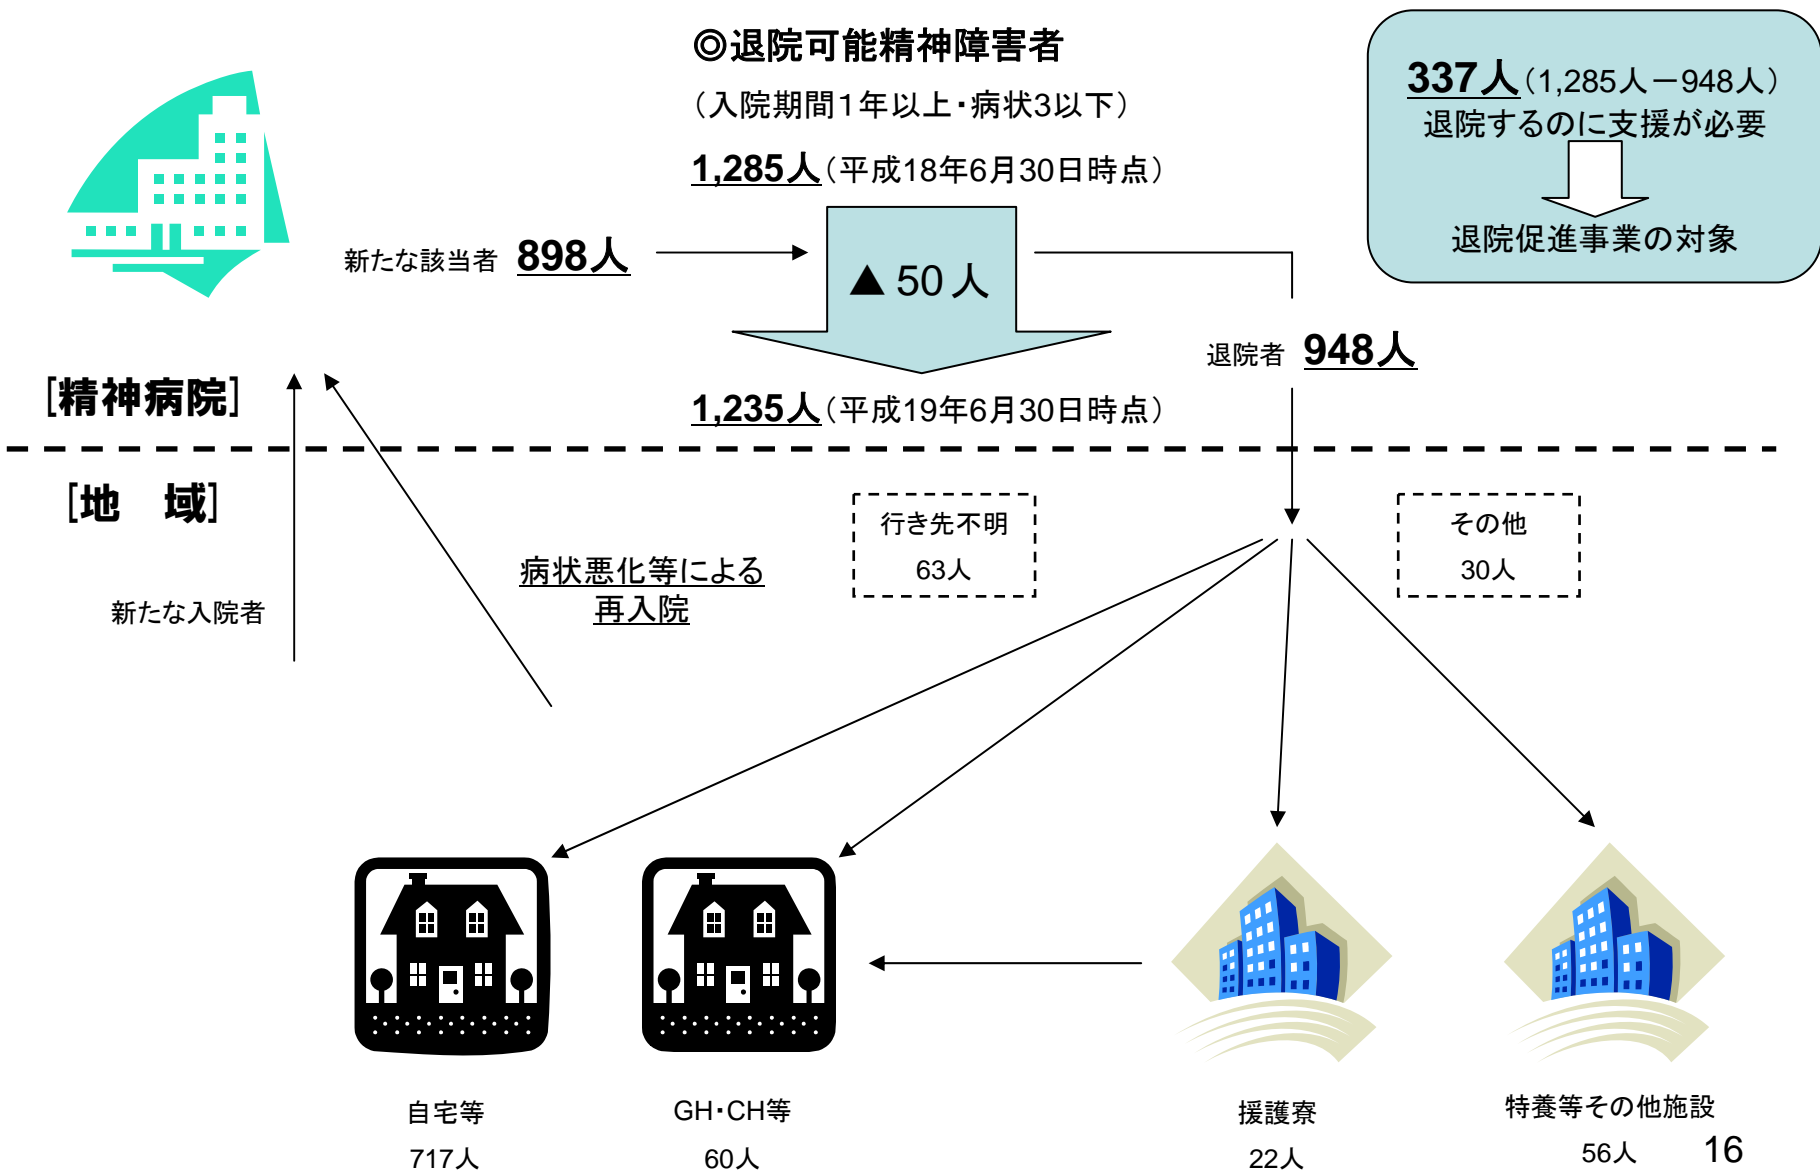 ◎退院可能精神障害者
（入院期間1年以上・病状3以下）
1,285人（平成18年6月30日時点）
337人（1,285人－948人）
退院するのに支援が必要
退院促進事業の対象
新たな該当者 898人
▲ 50 人
退院者 948人
1,235人（平成19年6月30日時点）
[精神病院]
[地　域]
行き先不明
63人
その他
30人
病状悪化等による
再入院
新たな入院者
自宅等
717人
GH・CH等
60人
援護寮
22人
特養等その他施設
56人
16